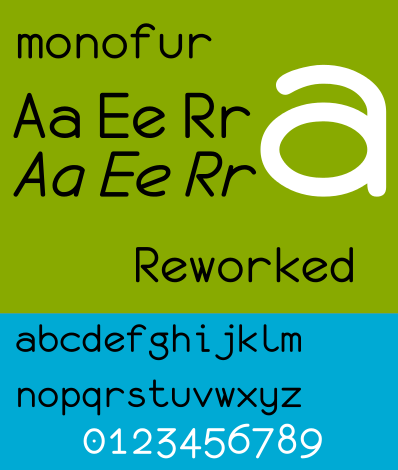 monofur
Aa Ee Rr
a
Aa Ee Rr
Reworked
abcdefghijklm
nopqrstuvwxyz
0123456789